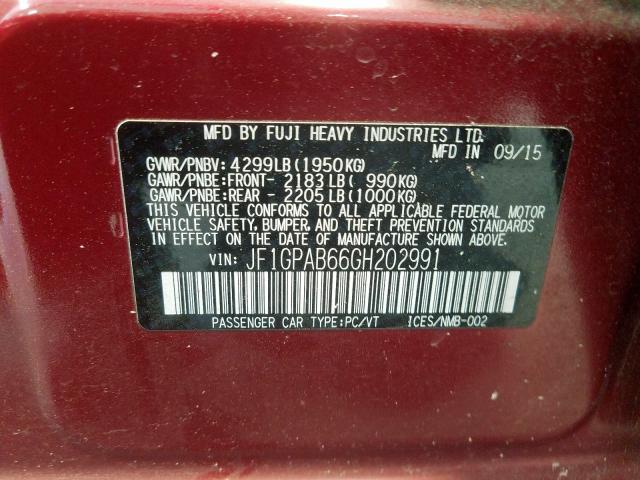 MFD BY FUJI HEAVY INDUSTRIES LTD.
MFD IN 09/15
GVWR/PNBV: 4299LB(1950KG)
GAWR/PNBE:FRONT- 2183LB( 990KG)
GAWR/PNBE:REAR - 2205LB(1000KG)
THIS VEHICLE CONFORMS TO ALL APPLICABLE FEDERAL MOTOR
VEHICLE SAFETY, BUMPER, AND THEFT PREVENTION STANDARDS
IN EFFECT ON THE DATE OF MANUFACTURE SHOWN ABOVE.
VIN: JF1GPAB66GH202991
PASSENGER CAR TYPE:PC/VT ICES/NMB-002